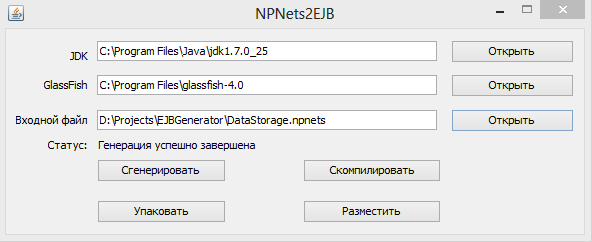 NPNets2EJB
JDK C:\Program Files\Java\jdk1.7.0_25 Открыть
GlassFish C:\Program Files\glassfish-4.0 Открыть
Входной файл D:\Projects\EJBGenerator\DataStorage.npnets Открыть
Статус: Генерация успешно завершена
Сгенерировать Скомпилировать
Упаковать Разместить